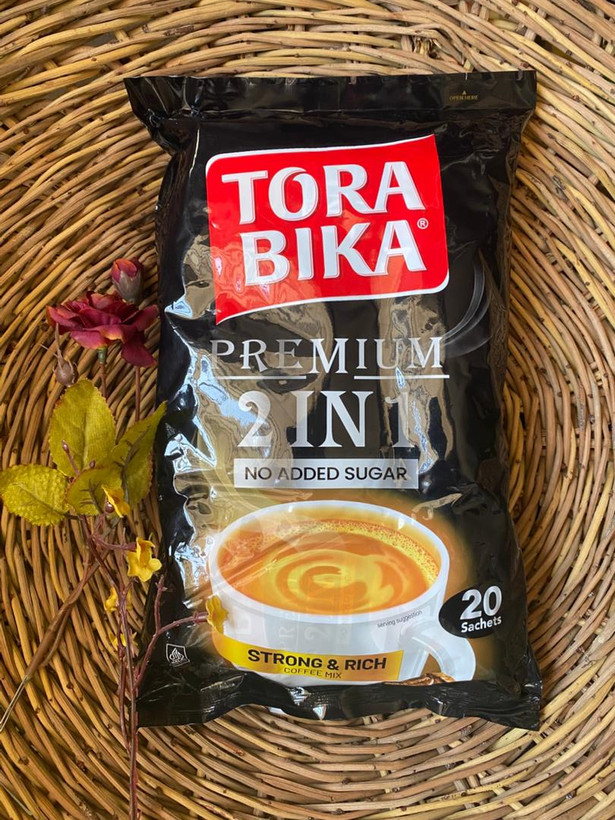 OPEN HERE
TORA
BIKA®
PREMIUM
2 IN 1
NO ADDED SUGAR
serving suggestion
20
Sachets
STRONG & RICH
COFFEE MIX